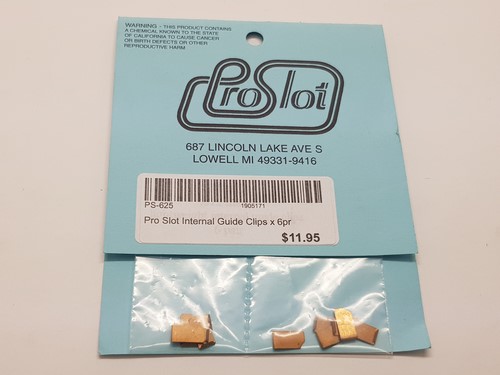 WARNING - THIS PRODUCT CONTAINS
A CHEMICAL KNOWN TO THE STATE
OF CALIFORNIA TO CAUSE CANCER
OR BIRTH DEFECTS OR OTHER
REPRODUCTIVE HARM
ProSlot
687 LINCOLN LAKE AVE S
LOWELL MI 49331-9416
PS-625 1905171
Pro Slot Internal Guide Clips x 6pr
$11.95